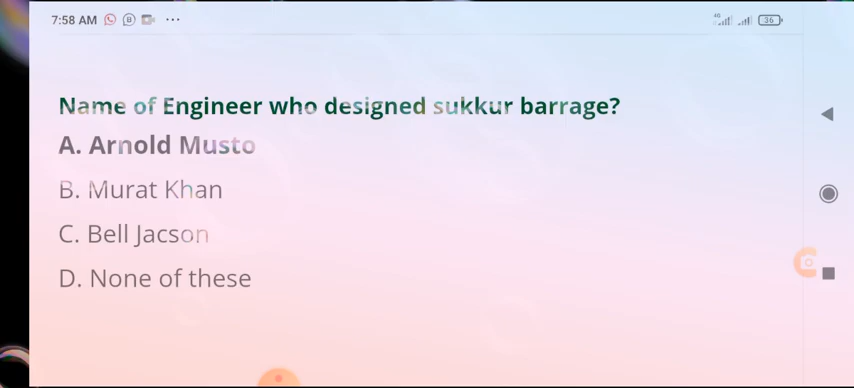 7:58 AM
36
Name of Engineer who designed sukkur barrage?
A. Arnold Musto
B. Murat Khan
C. Bell Jacson
D. None of these